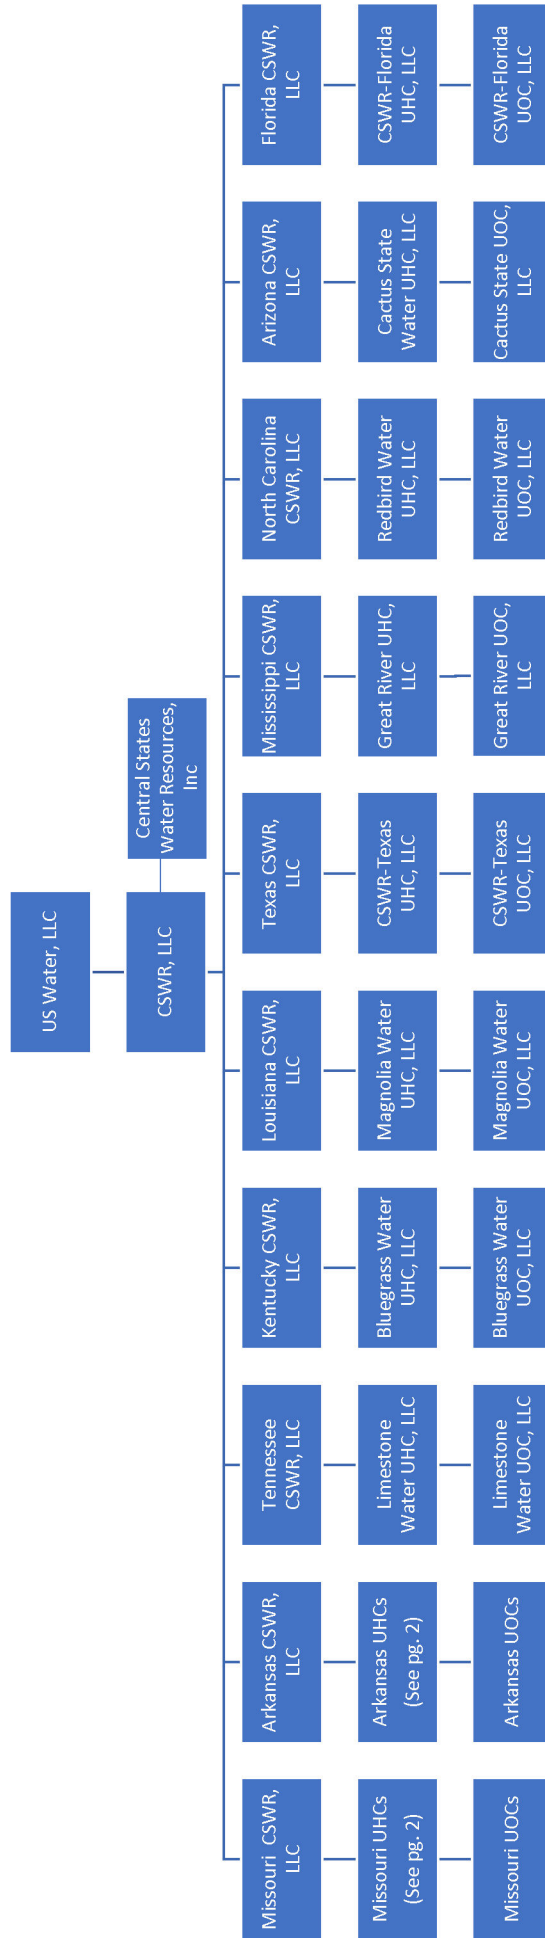 US Water, LLC
CSWR, LLC
Central States
Water Resources,
Inc
Missouri CSWR,
LLC
Arkansas CSWR,
LLC
Tennessee
CSWR, LLC
Kentucky CSWR,
LLC
Louisiana CSWR,
LLC
Texas CSWR,
LLC
Mississippi CSWR,
LLC
North Carolina
CSWR, LLC
Arizona CSWR,
LLC
Florida CSWR,
LLC
Missouri UHCs
(See pg. 2)
Arkansas UHCs
(See pg. 2)
Limestone
Water UHC, LLC
Bluegrass Water
UHC, LLC
Magnolia Water
UHC, LLC
CSWR-Texas
UHC, LLC
Great River UHC,
LLC
Redbird Water
UHC, LLC
Cactus State
Water UHC, LLC
CSWR-Florida
UHC, LLC
Missouri UOCs
Arkansas UOCs
Limestone
Water UOC, LLC
Bluegrass Water
UOC, LLC
Magnolia Water
UOC, LLC
CSWR-Texas
UOC, LLC
Great River UOC,
LLC
Redbird Water
UOC, LLC
Cactus State UOC,
LLC
CSWR-Florida
UOC, LLC